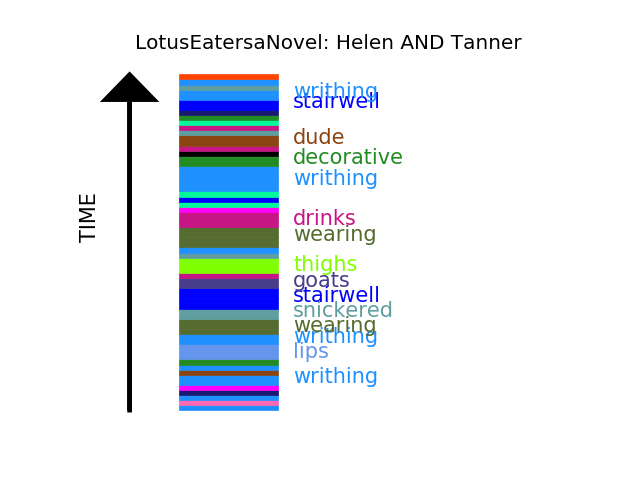 LotusEatersaNovel: Helen AND Tanner
TIME
writhing
stairwell
dude
decorative
writhing
drinks
wearing
thighs
goats
stairwell
snickered
wearing
writhing
lips
writhing